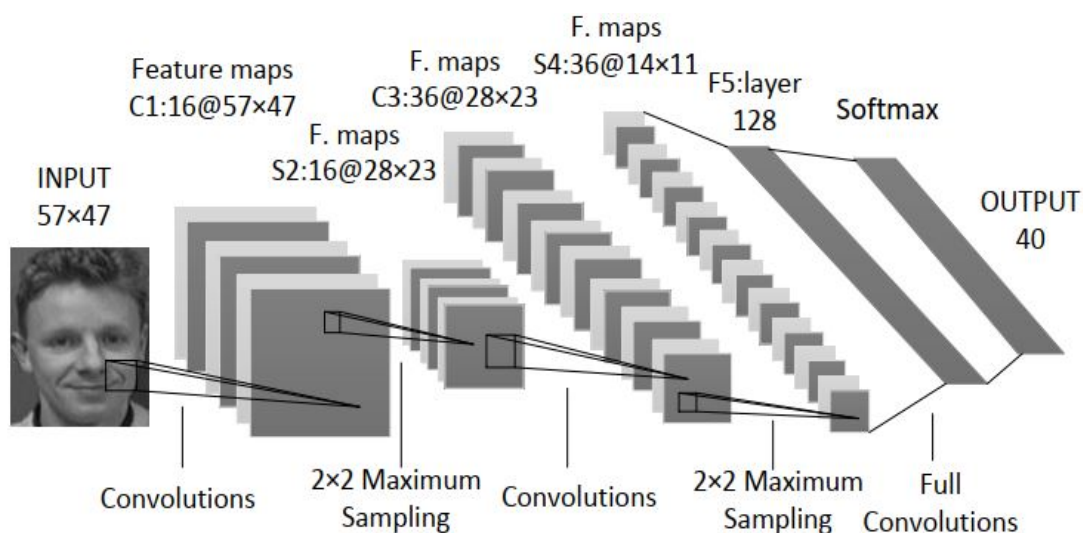 INPUT
57×47
Feature maps
C1:16@57×47
F. maps
S2:16@28×23
F. maps
C3:36@28×23
F. maps
S4:36@14×11
F5:layer
128
Softmax
OUTPUT
40
Convolutions
2×2 Maximum
Sampling
Convolutions
2×2 Maximum
Sampling
Full
Convolutions